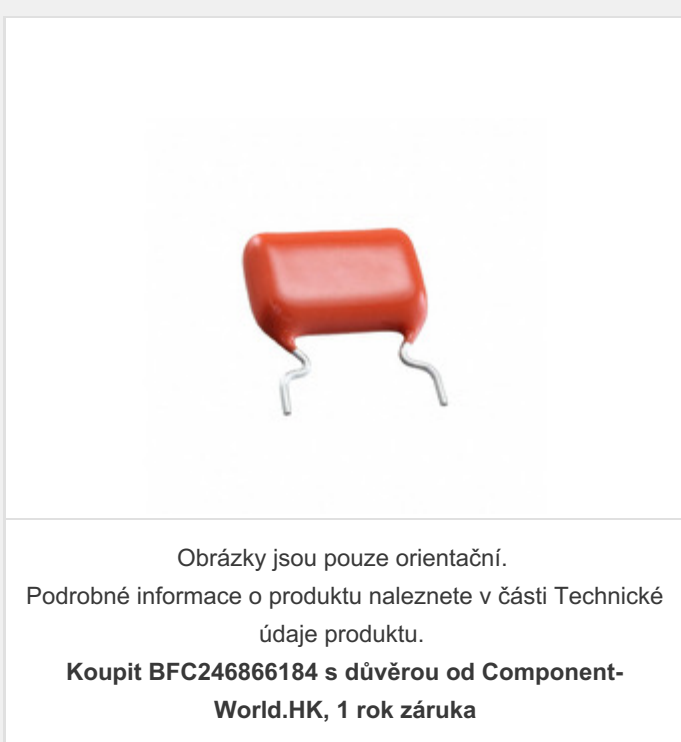 Obrázky jsou pouze orientační.
Podrobné informace o produktu naleznete v části Technické
údaje produktu.
Koupit BFC246866184 s důvěrou od Component-
World.HK, 1 rok záruka